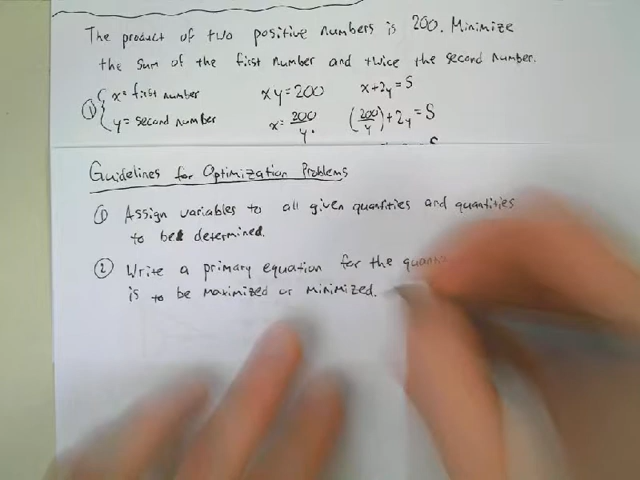 The product of two positive numbers is 200. Minimize
the sum of the first number and twice the second number.
① { x = first number xy = 200 x + 2y = S
y = second number x = 200/y. (200/y) + 2y = S
S
Guidelines for Optimization Problems
① Assign variables to all given quantities and quantities
to be determined.
② Write a primary equation for the
is to be maximized or minimized.